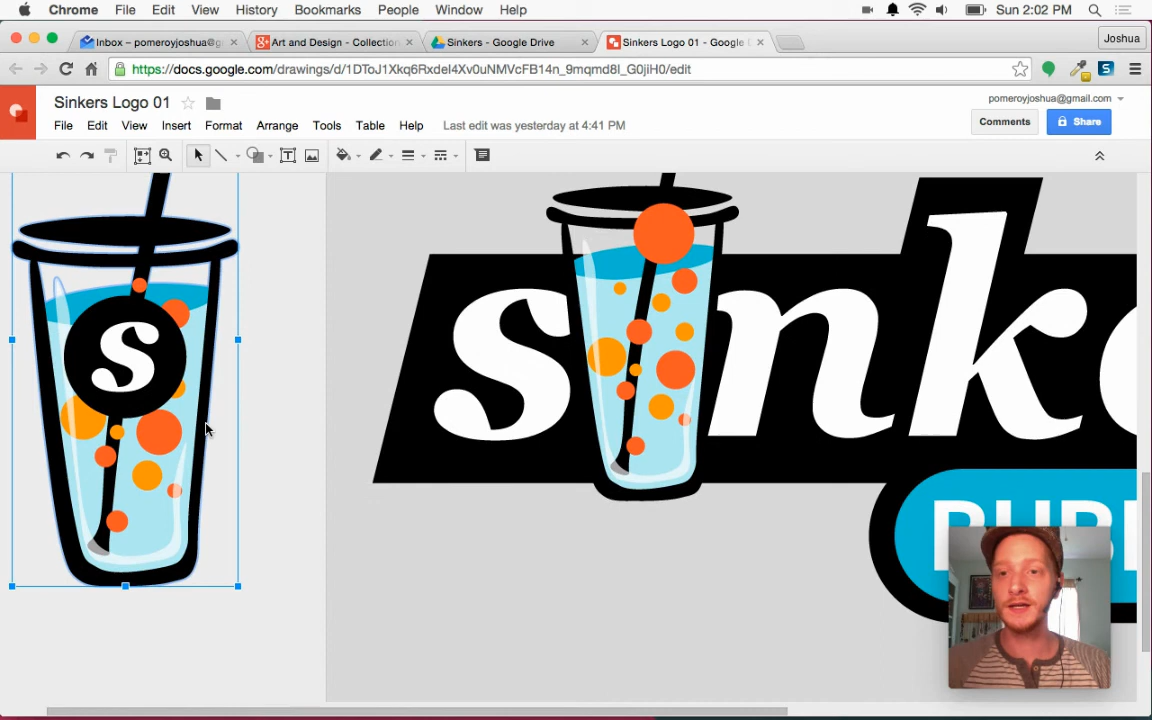 Chrome File Edit View History Bookmarks People Window Help Sun 2:02 PM
Inbox – pomeroyjoshua@g Art and Design - Collection Sinkers - Google Drive Sinkers Logo 01 - Google D Joshua
https://docs.google.com/drawings/d/1DToJ1Xkq6RxdeI4Xv0uNMVcFB14n_9mqmd8l_G0jiH0/edit
Sinkers Logo 01 pomeroyjoshua@gmail.com
File Edit View Insert Format Arrange Tools Table Help Last edit was yesterday at 4:41 PM Comments Share
s
s nk